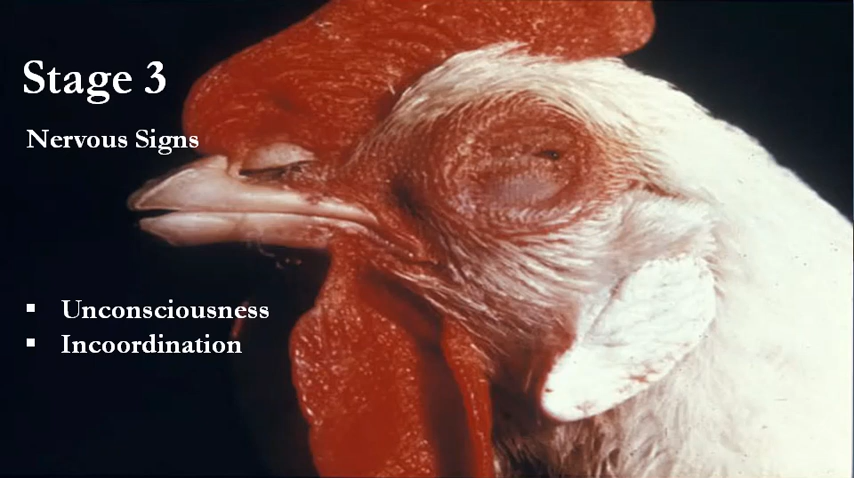 Stage 3
Nervous Signs
▪ Unconsciousness
▪ Incoordination